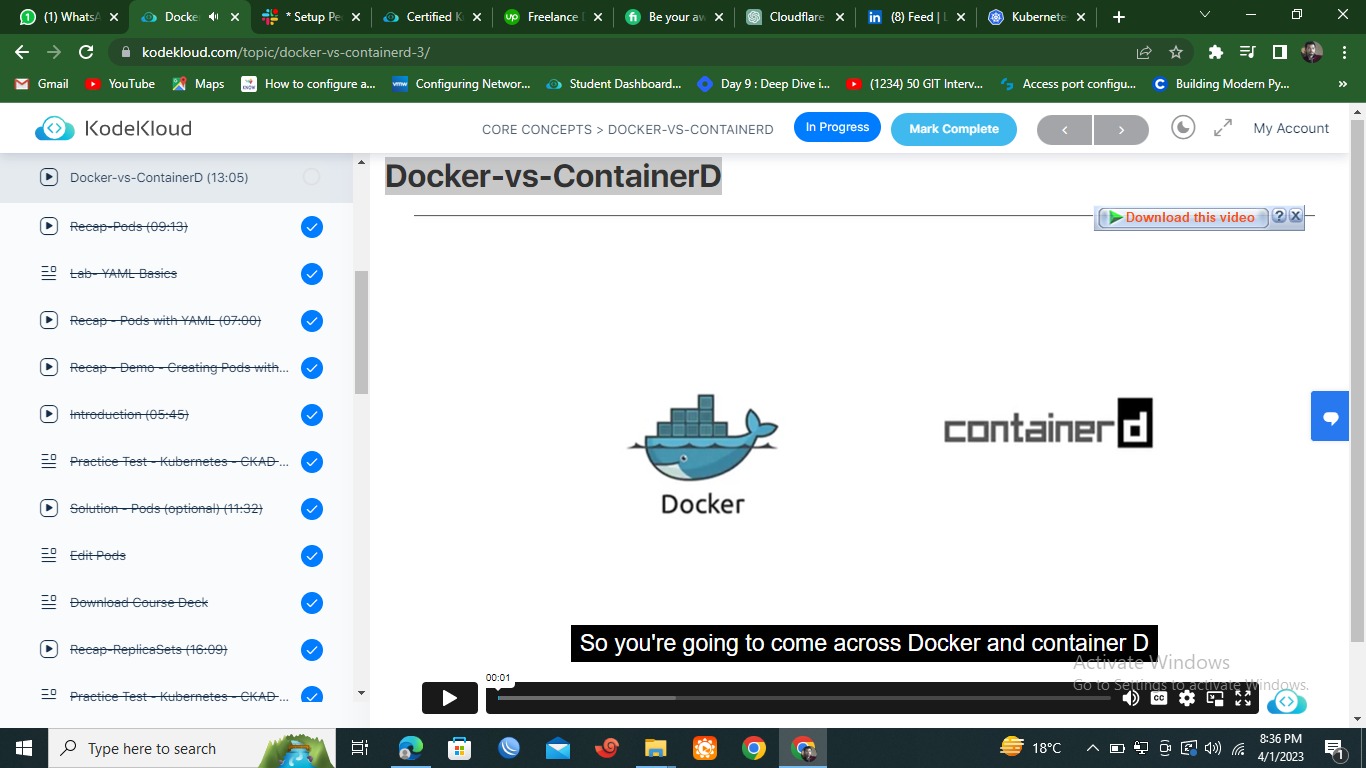 (1) WhatsA
Docke
* Setup Pe
Certified K
Freelance
Be your aw
Cloudflare
(8) Feed | L
Kubernete
kodekloud.com/topic/docker-vs-containerd-3/
Gmail
YouTube
Maps
How to configure a...
Configuring Networ...
Student Dashboard...
Day 9 : Deep Dive i...
(1234) 50 GIT Interv...
Access port configu...
Building Modern Py...
KodeKloud
CORE CONCEPTS > DOCKER-VS-CONTAINERD
In Progress
Mark Complete
My Account
Docker-vs-ContainerD (13:05)
Recap-Pods (09:13)
Lab- YAML Basics
Recap - Pods with YAML (07:00)
Recap - Demo - Creating Pods with...
Introduction (05:45)
Practice Test - Kubernetes - CKAD ...
Solution - Pods (optional) (11:32)
Edit Pods
Download Course Deck
Recap-ReplicaSets (16:09)
Practice Test - Kubernetes - CKAD ...
Docker-vs-ContainerD
Download this video
Docker
containerd
So you're going to come across Docker and container D
Activate Windows
Go to Settings to activate Windows.
00:01
CC
Type here to search
18°C
8:36 PM
4/1/2023
1